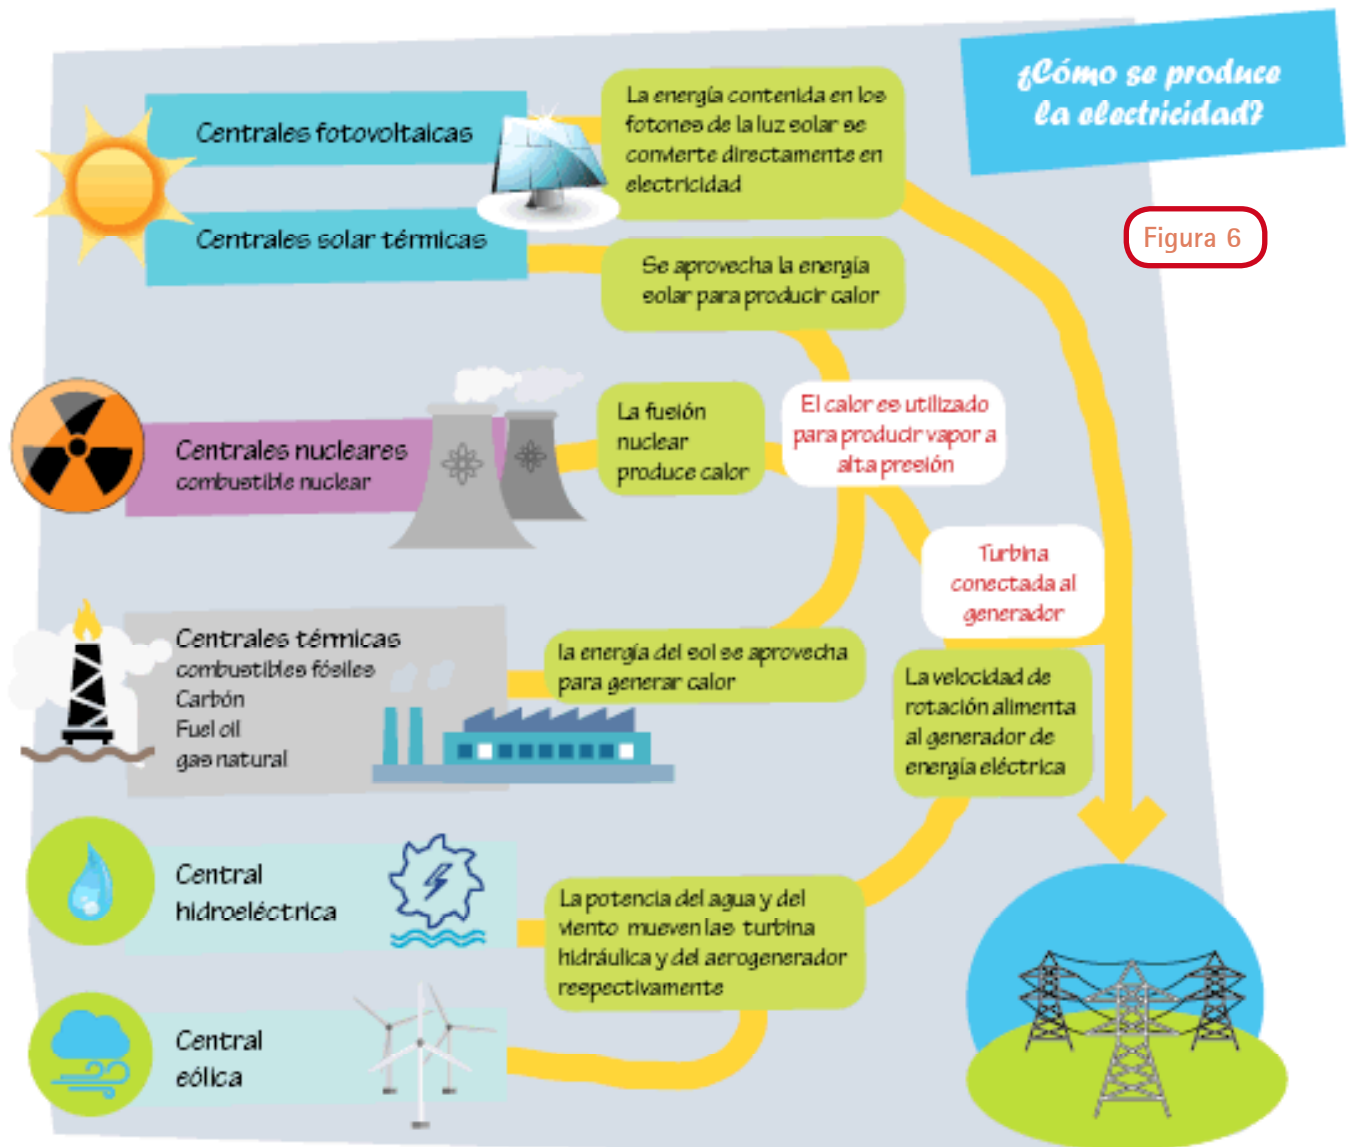 ¿Cómo se produce
la electricidad?
Figura 6
Centrales fotovoltaicas
La energía contenida en los
fotones de la luz solar se
convierte directamente en
electricidad
Centrales solar térmicas
Se aprovecha la energía
solar para producir calor
Centrales nucleares
combustible nuclear
La fusión
nuclear
produce calor
El calor es utilizado
para producir vapor a
alta presión
Turbina
conectada al
generador
Centrales térmicas
combustibles fósiles
Carbón
Fuel oil
gas natural
la energía del sol se aprovecha
para generar calor
La velocidad de
rotación alimenta
al generador de
energía eléctrica
Central
hidroeléctrica
La potencia del agua y del
viento mueven las turbina
hidráulica y del aerogenerador
respectivamente
Central
eólica